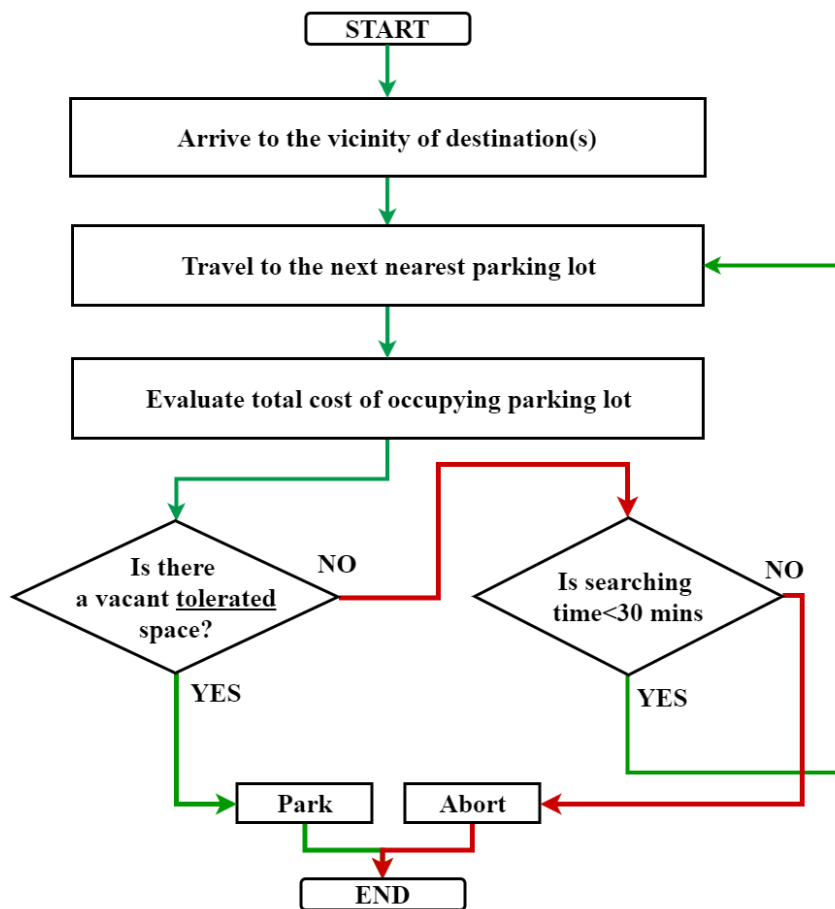 START
Arrive to the vicinity of destination(s)
Travel to the next nearest parking lot
Evaluate total cost of occupying parking lot
Is there
a vacant tolerated
space?
NO
YES
Is searching
time<30 mins
NO
YES
Park
Abort
END